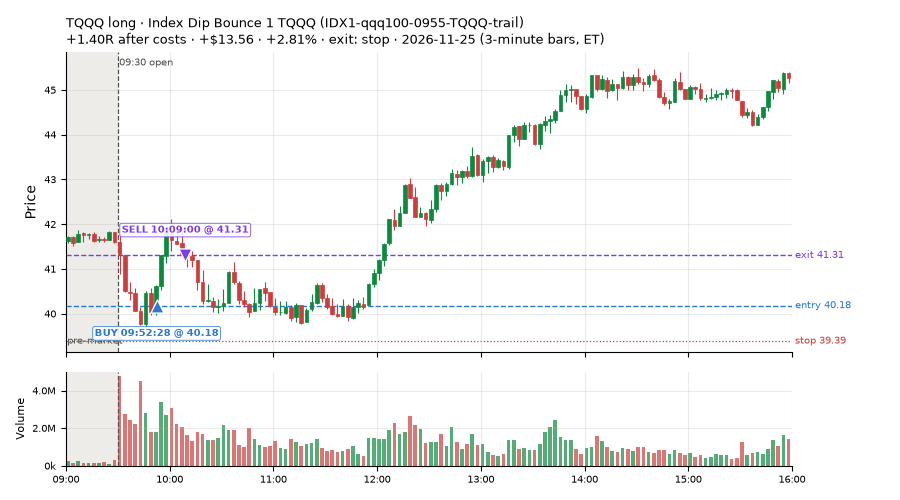 TQQQ long · Index Dip Bounce 1 TQQQ (IDX1-qqq100-0955-TQQQ-trail)
+1.40R after costs · +$13.56 · +2.81% · exit: stop · 2026-11-25 (3-minute bars, ET)
09:30 open
45
44
43
42
41
40
Price
SELL 10:09:00 @ 41.31
exit 41.31
entry 40.18
BUY 09:52:28 @ 40.18
pre-market
stop 39.39
4.0M
2.0M
0k
Volume
09:00
10:00
11:00
12:00
13:00
14:00
15:00
16:00